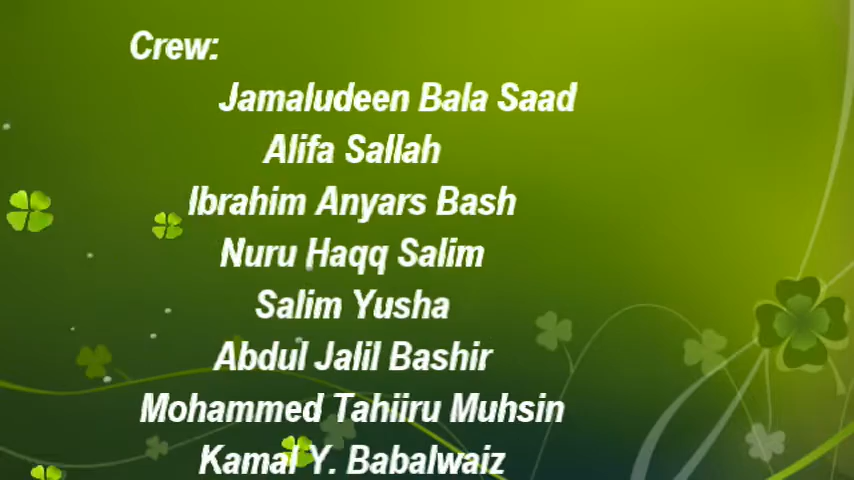 Crew:
Jamaludeen Bala Saad
Alifa Sallah
Ibrahim Anyars Bash
Nuru Haqq Salim
Salim Yusha
Abdul Jalil Bashir
Mohammed Tahiiru Muhsin
Kamal Y. Babalwaiz